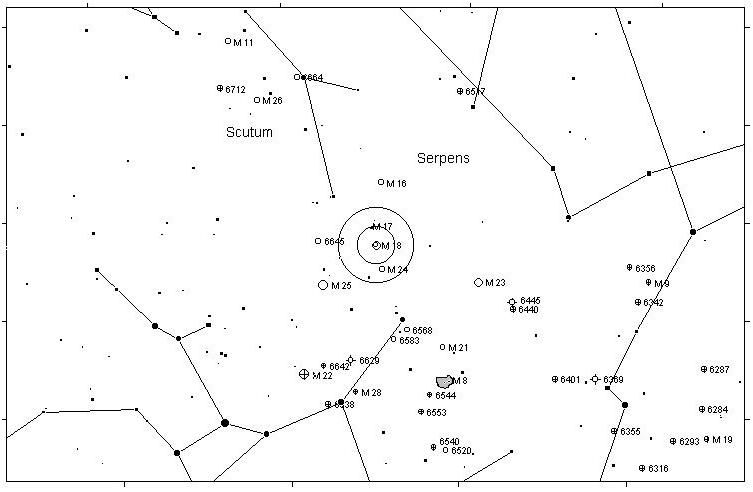 M 11
6664
6712
M 26
6517
Scutum
Serpens
M 16
M 17
6645
M 18
M 24
6356
M 25
M 23
M 9
6445
6342
6440
6568
6583
M 21
6642
6629
6287
M 22
M 8
6401
6369
M 28
6544
6638
6553
6284
6355
6540
6293
M 19
6520
6316